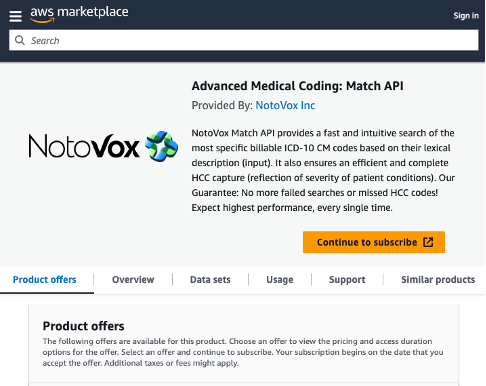 aws marketplace
Sign in
Search
Advanced Medical Coding: Match API
Provided By: NotoVox Inc
NotoVox
NotoVox Match API provides a fast and intuitive search of the
most specific billable ICD-10 CM codes based on their lexical
description (input). It also ensures an efficient and complete
HCC capture (reflection of severity of patient conditions). Our
Guarantee: No more failed searches or missed HCC codes!
Expect highest performance, every single time.
Continue to subscribe
Product offers Overview Data sets Usage Support Similar products
Product offers
The following offers are available for this product. Choose an offer to view the pricing and access duration
options for the offer. Select an offer and continue to subscribe. Your subscription begins on the date that you
accept the offer. Additional taxes or fees might apply.